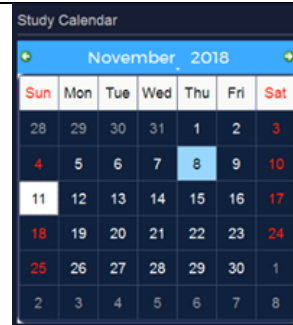 Study Calendar
November, 2018
Sun Mon Tue Wed Thu Fri Sat
28 29 30 31 1 2 3
4 5 6 7 8 9 10
11 12 13 14 15 16 17
18 19 20 21 22 23 24
25 26 27 28 29 30 1
2 3 4 5 6 7 8